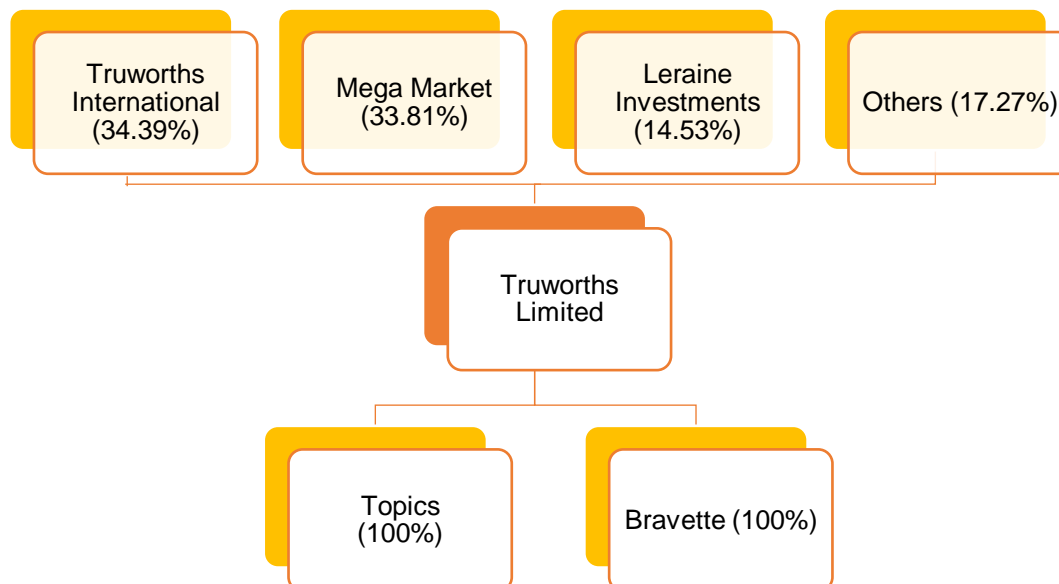 Truworths
International
(34.39%)
Mega Market
(33.81%)
Leraine
Investments
(14.53%)
Others (17.27%)
Truworths
Limited
Topics
(100%)
Bravette (100%)